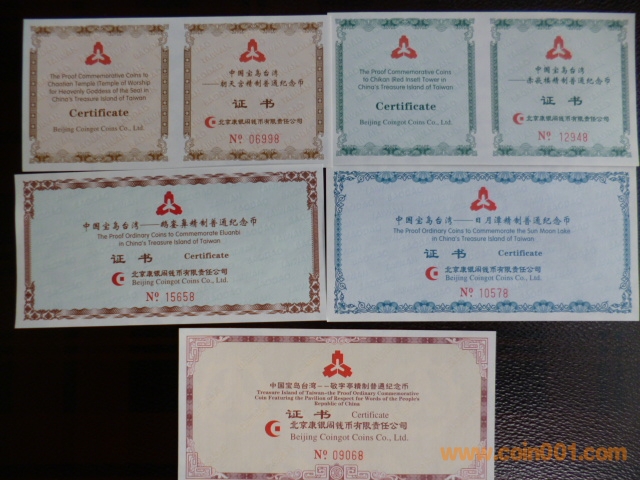 The Proof Commemorative Coins to
Chaotien Temple (Temple of Worship
for Heavenly Goddess of the Sea) in
China's Treasure Island of Taiwan
Certificate
Beijing Coingot Coins Co., Ltd.
中国宝岛台湾
——朝天宫精制普通纪念币
证 书
北京康银阁钱币有限责任公司
№ 06998
The Proof Commemorative Coins
to Chikan (Red Inset) Tower in
China's Treasure Island of Taiwan
Certificate
Beijing Coingot Coins Co., Ltd.
中国宝岛台湾
——赤嵌楼精制普通纪念币
证 书
北京康银阁钱币有限责任公司
№ 12948
中国宝岛台湾——鹅銮鼻精制普通纪念币
The Proof Ordinary Coins to Commemorate Eluanbi
in China's Treasure Island of Taiwan
证 书 Certificate
北京康银阁钱币有限责任公司
Beijing Coingot Coins Co., Ltd.
№ 15658
中国宝岛台湾——日月潭精制普通纪念币
The Proof Ordinary Coins to Commemorate the Sun Moon Lake
in China's Treasure Island of Taiwan
证 书 Certificate
北京康银阁钱币有限责任公司
Beijing Coingot Coins Co., Ltd.
№ 10578
中国宝岛台湾--敬字亭精制普通纪念币
Treasure Island of Taiwan--the Proof Ordinary Commemorative
Coin Featuring the Pavilion of Respect for Words of the People's
Republic of China
证 书 Certificate
北京康银阁钱币有限责任公司
Beijing Coingot Coins Co., Ltd.
№ 09068
www.coin001.com